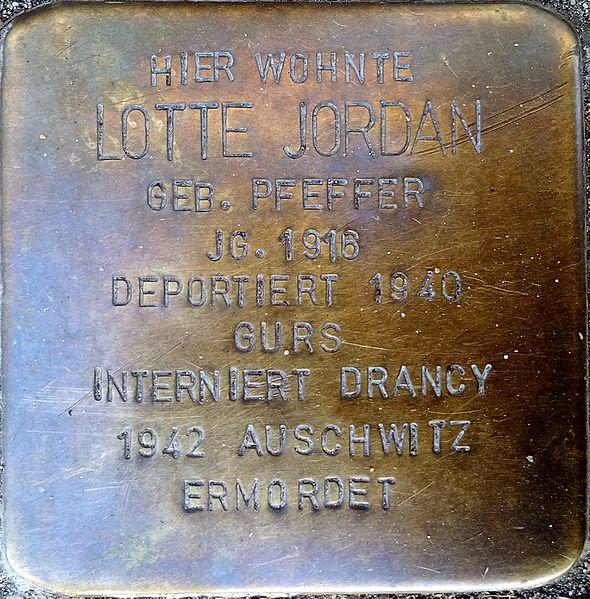 HIER WOHNTE
LOTTE JORDAN
GEB. PFEFFER
JG. 1916
DEPORTIERT 1940
GURS
INTERNIERT DRANCY
1942 AUSCHWITZ
ERMORDET